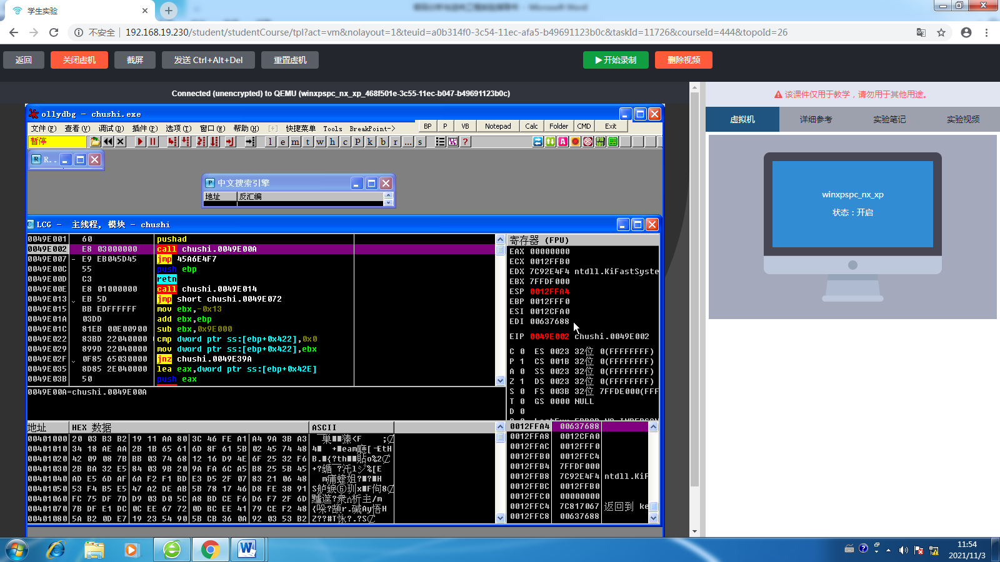 学生实验
不安全 192.168.19.230/student/studentCourse/tpl?act=vm&nolayout=1&teuid=a0b314f0-3c54-11ec-afa5-b49691123b0c&taskId=11726&courseId=444&topoId=26
返回 关闭虚机 截屏 发送 Ctrl+Alt+Del 重置虚机 开始录制 删除视频
Connected (unencrypted) to QEMU (winxpspc_nx_xp_468f501e-3c55-11ec-b047-b49691123b0c)
该课件仅用于教学，请勿用于其他用途。
虚拟机 详细参考 实验笔记 实验视频
winxpspc_nx_xp
状态：开启
ollydbg - chushi.exe
文件(F) 查看(V) 调试(D) 插件(P) 选项(T) 窗口(W) 帮助(H) [+] 快捷菜单 Tools BreakPoint->
BP P VB Notepad Calc Folder CMD Exit
暂停
l e m t w h c p k b r ... s
R..
中文搜索引擎
地址 反汇编
LCG - 主线程, 模块 - chushi
0049E001 60 pushad
0049E002 E8 03000000 call chushi.0049E00A
0049E007 - E9 EB045D45 jmp 45A6E4F7
0049E00C 55 push ebp
0049E00D C3 retn
0049E00E E8 01000000 call chushi.0049E014
0049E013 EB 5D jmp short chushi.0049E072
0049E015 BB EDFFFFFF mov ebx,-0x13
0049E01A 03DD add ebx,ebp
0049E01C 81EB 00E00900 sub ebx,0x9E000
0049E022 83BD 22040000 cmp dword ptr ss:[ebp+0x422],0x0
0049E029 899D 22040000 mov dword ptr ss:[ebp+0x422],ebx
0049E02F 0F85 65030000 jnz chushi.0049E39A
0049E035 8D85 2E040000 lea eax,dword ptr ss:[ebp+0x42E]
0049E03B 50 push eax
0049E00A=chushi.0049E00A
寄存器 (FPU)
EAX 00000000
ECX 0012FFB0
EDX 7C92E4F4 ntdll.KiFastSyste
EBX 7FFDF000
ESP 0012FFA4
EBP 0012FFF0
ESI 0012CFA0
EDI 00637688
EIP 0049E002 chushi.0049E002
C 0 ES 0023 32位 0(FFFFFFFF)
P 1 CS 001B 32位 0(FFFFFFFF)
A 0 SS 0023 32位 0(FFFFFFFF)
Z 1 DS 0023 32位 0(FFFFFFFF)
S 0 FS 003B 32位 7FFDE000(FFF
T 0 GS 0000 NULL
D 0
地址 HEX 数据 ASCII
00401000 20 03 B3 B2 19 11 AA 80 3C 46 FE A1 A4 9A 3B A3
00401010 34 18 AE AA 2B 1B 65 61 6D 8F 61 5B 02 45 74 48
00401020 42 09 08 7B BB 03 74 68 12 16 D9 4E 6F 25 32 F6
00401030 2B BA 32 E5 84 03 9B 20 9A FA 6C A5 B8 25 5B 45
00401040 AD E5 6D AF 6A F2 F1 BD E3 D5 2F 07 83 21 06 48
00401050 53 F4 B5 E5 47 A2 DE AB 5B 78 17 46 D8 FE 38 91
00401060 FC 75 DF 7D D9 03 D0 5C A8 BD CE F6 D6 F7 2F 6D
00401070 7B DF E1 DC 0C EE 67 72 0D BC EE 41 79 CE F2 48
00401080 5A B2 0D E7 19 23 54 90 5B CB 36 0A 92 03 53 B2
0012FFA4 00637688
0012FFA8 0012CFA0
0012FFAC 0012FFF0
0012FFB0 0012FFC4
0012FFB4 7FFDF000
0012FFB8 7C92E4F4 ntdll.KiF
0012FFBC 0012FFB0
0012FFC0 00000000
0012FFC4 7C817067 返回到 ke
0012FFC8 00637688
11:54
2021/11/3